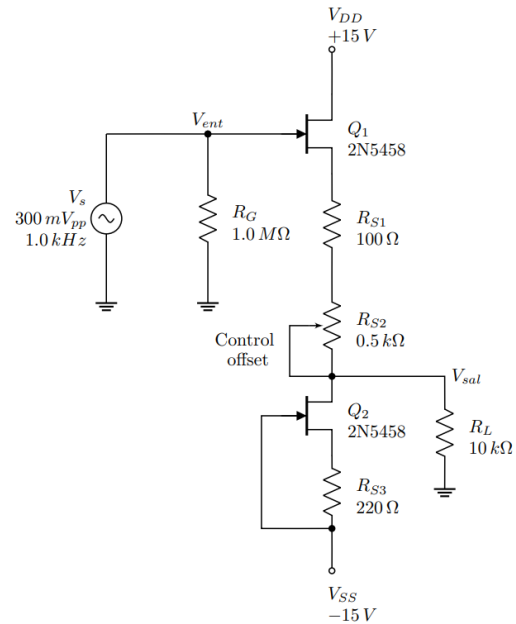 V_DD
+15 V
V_ent
Q_1
2N5458
V_s
300 mV_pp
1.0 kHz
R_G
1.0 MΩ
R_S1
100 Ω
R_S2
0.5 kΩ
Control
offset
V_sal
Q_2
2N5458
R_L
10 kΩ
R_S3
220 Ω
V_SS
−15 V